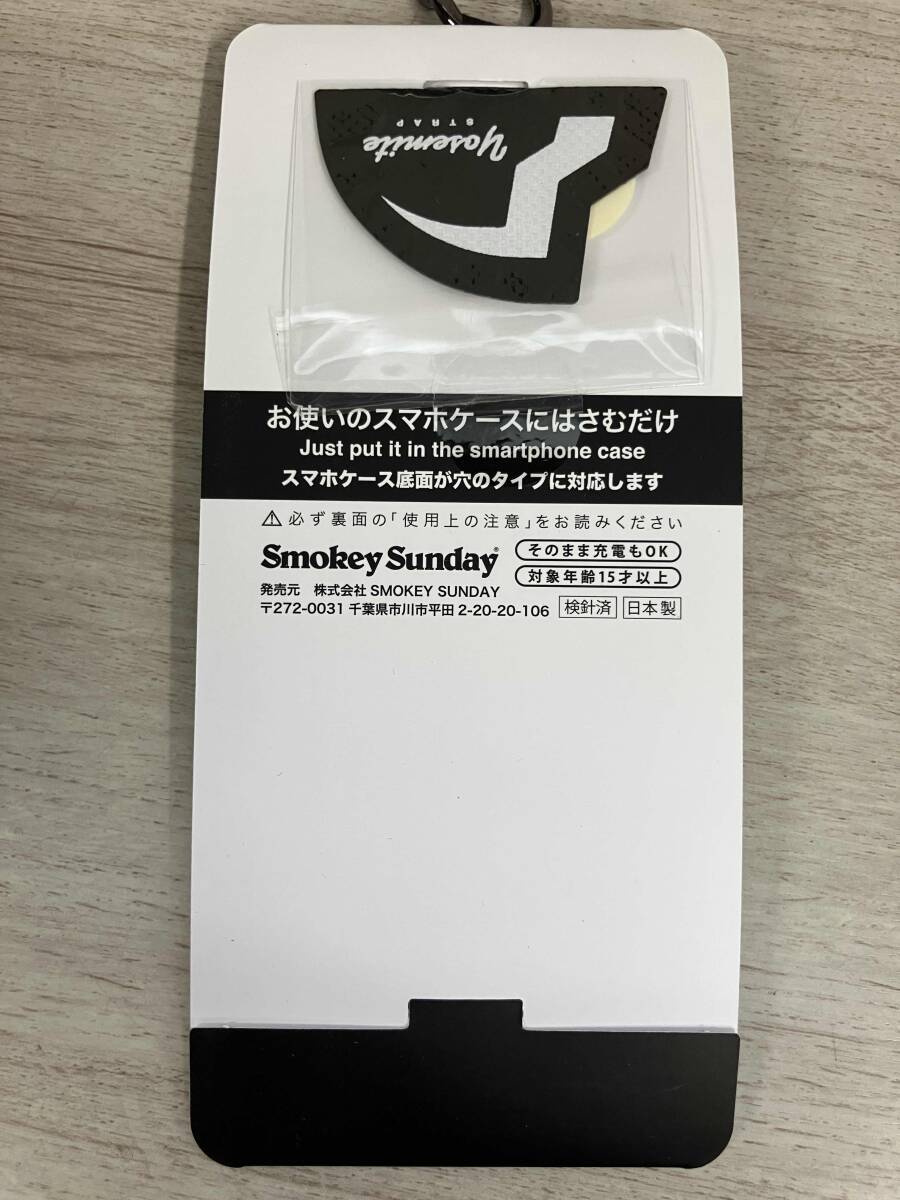 Yosemite
STRAP
お使いのスマホケースにはさむだけ
Just put it in the smartphone case
スマホケース底面が穴のタイプに対応します
⚠必ず裏面の「使用上の注意」をお読みください
Smokey Sunday®
そのまま充電もOK
対象年齢15才以上
発売元 株式会社 SMOKEY SUNDAY
〒272-0031 千葉県市川市平田 2-20-20-106
検針済
日本製